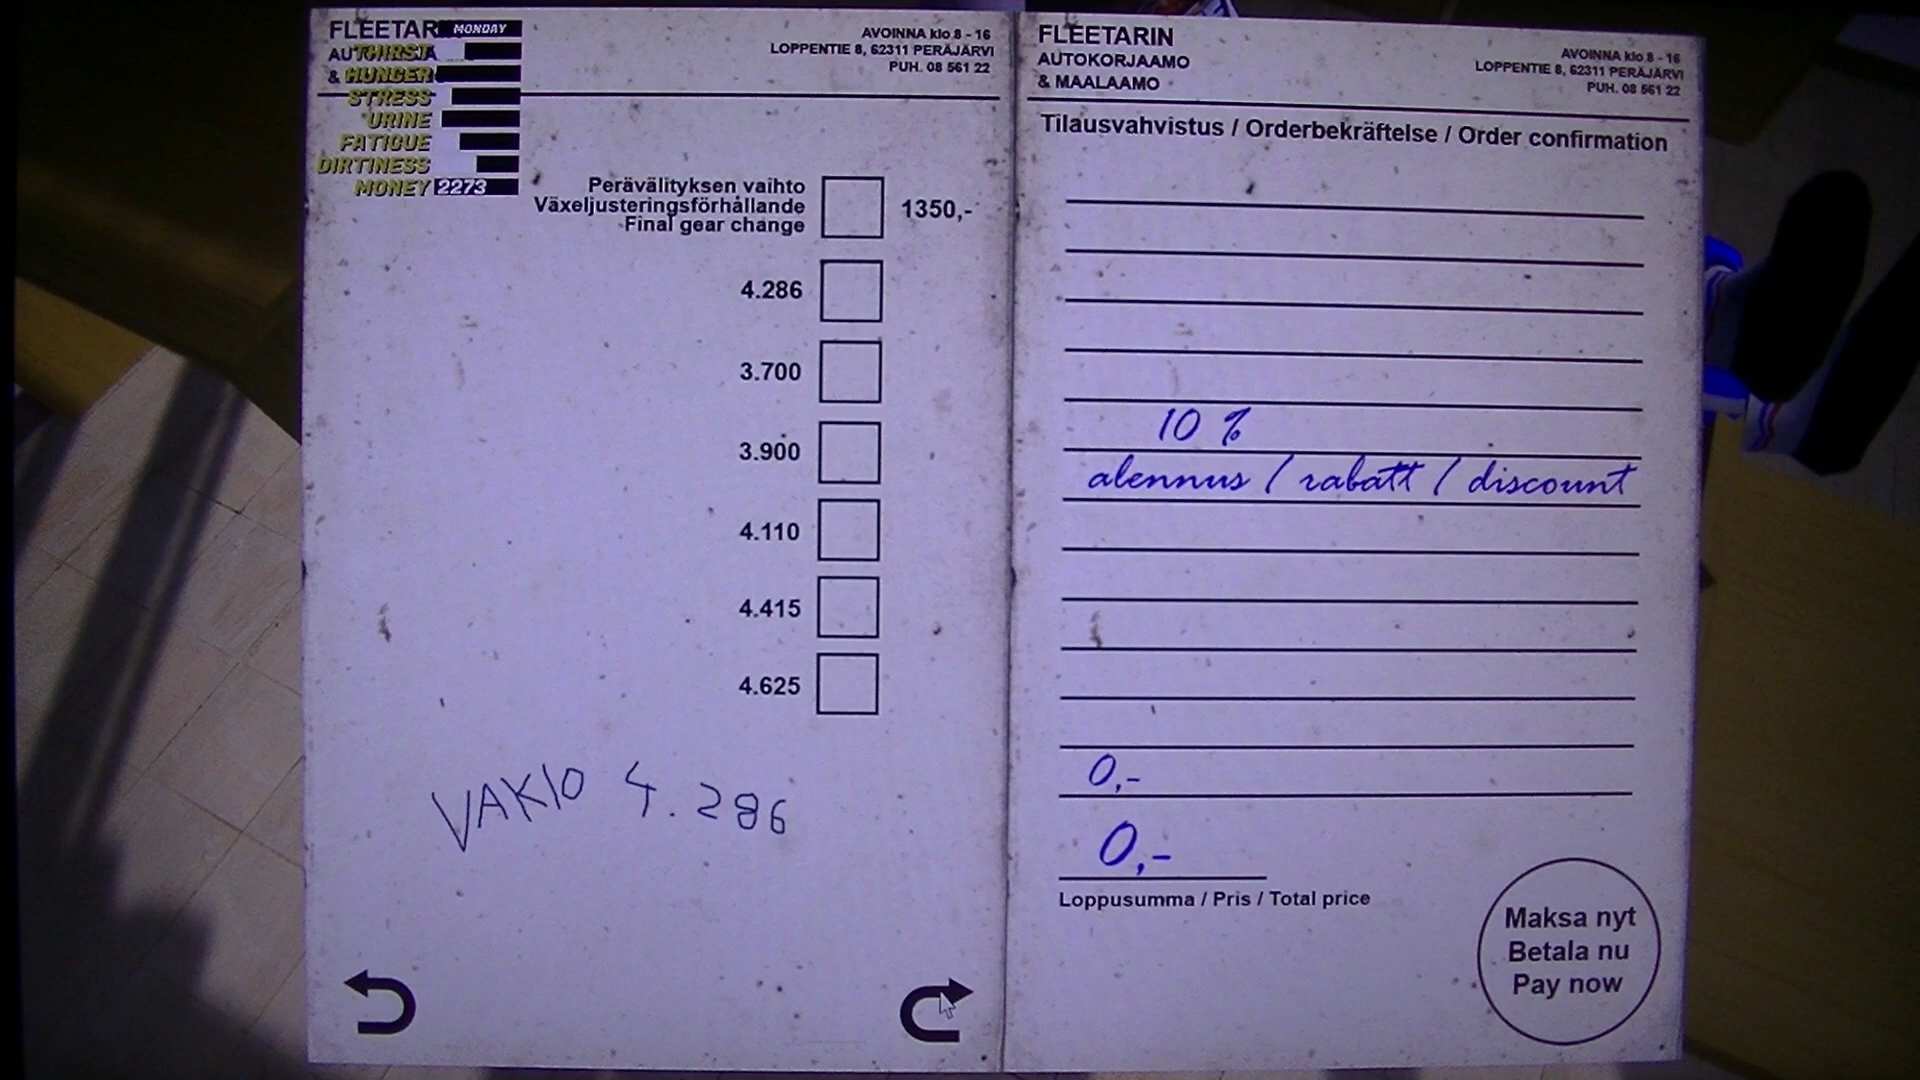 FLEETAR
MONDAY
AUTHIRSTA
& HUNGER
STRESS
URINE
FATIGUE
DIRTINESS
MONEY 2273
AVOINNA klo 8 - 16
LOPPENTIE 8, 62311 PERÄJÄRVI
PUH. 08 561 22
Perävälityksen vaihto
Växeljusteringsförhållande
Final gear change
1350,-
4.286
3.700
3.900
4.110
4.415
4.625
VAKIO 4.286
FLEETARIN
AUTOKORJAAMO
& MAALAAMO
AVOINNA klo 8 - 16
LOPPENTIE 8, 62311 PERÄJÄRVI
PUH. 08 561 22
Tilausvahvistus / Orderbekräftelse / Order confirmation
10 %
alennus / rabatt / discount
0,-
0,-
Loppusumma / Pris / Total price
Maksa nyt
Betala nu
Pay now